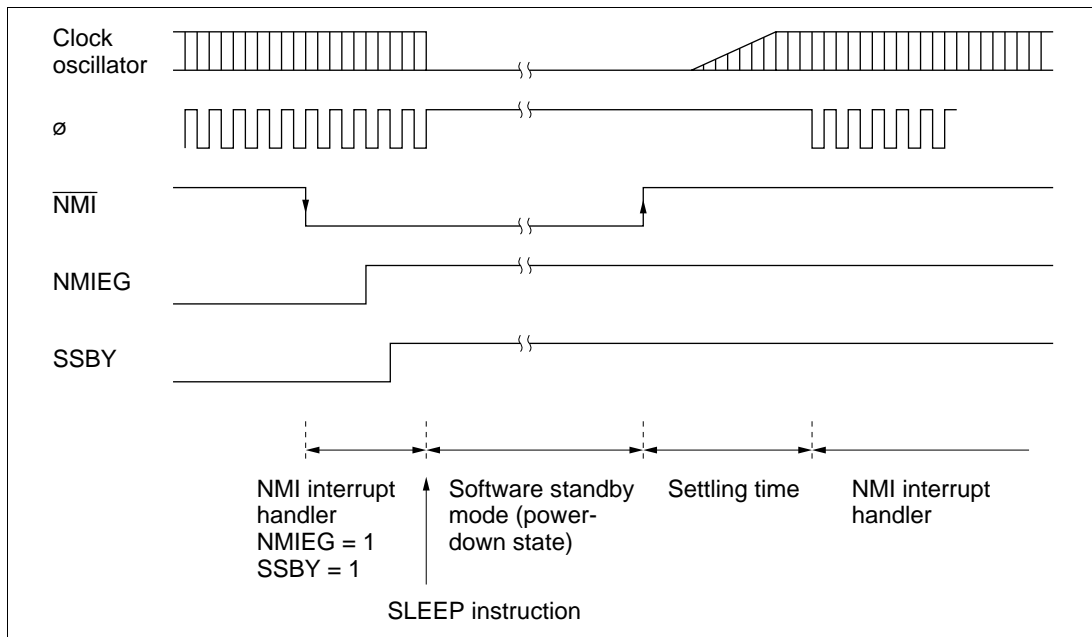 Clock
oscillator
ø
NMI
NMIEG
SSBY
NMI interrupt
handler
NMIEG = 1
SSBY = 1
Software standby
mode (power-
down state)
Settling time
NMI interrupt
handler
SLEEP instruction